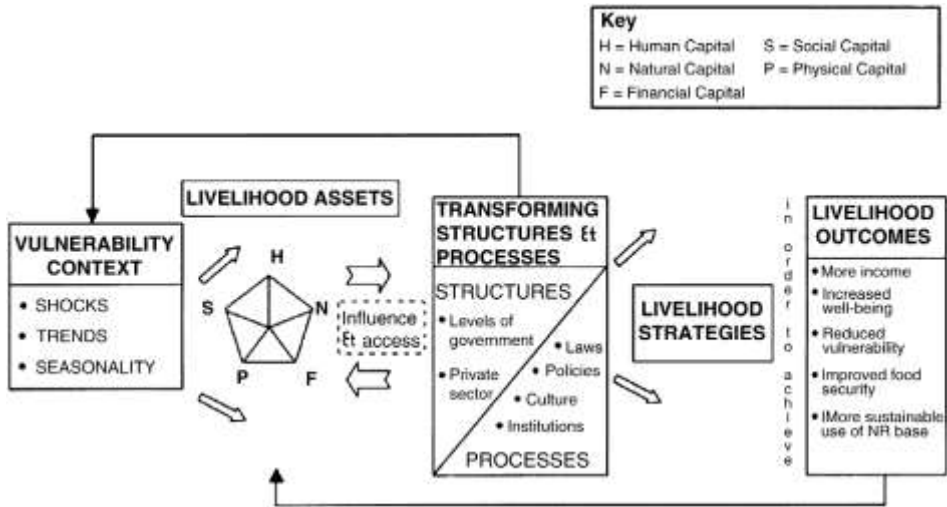 Key
H = Human Capital S = Social Capital
N = Natural Capital P = Physical Capital
F = Financial Capital
LIVELIHOOD ASSETS
VULNERABILITY
CONTEXT
• SHOCKS
• TRENDS
• SEASONALITY
H
S
N
P
F
Influence
& access
TRANSFORMING
STRUCTURES &
PROCESSES
STRUCTURES
• Levels of
government
• Private
sector
• Laws
• Policies
• Culture
• Institutions
PROCESSES
LIVELIHOOD
STRATEGIES
in order to achieve
LIVELIHOOD
OUTCOMES
• More income
• Increased
well-being
• Reduced
vulnerability
• Improved food
security
• IMore sustainable
use of NR base